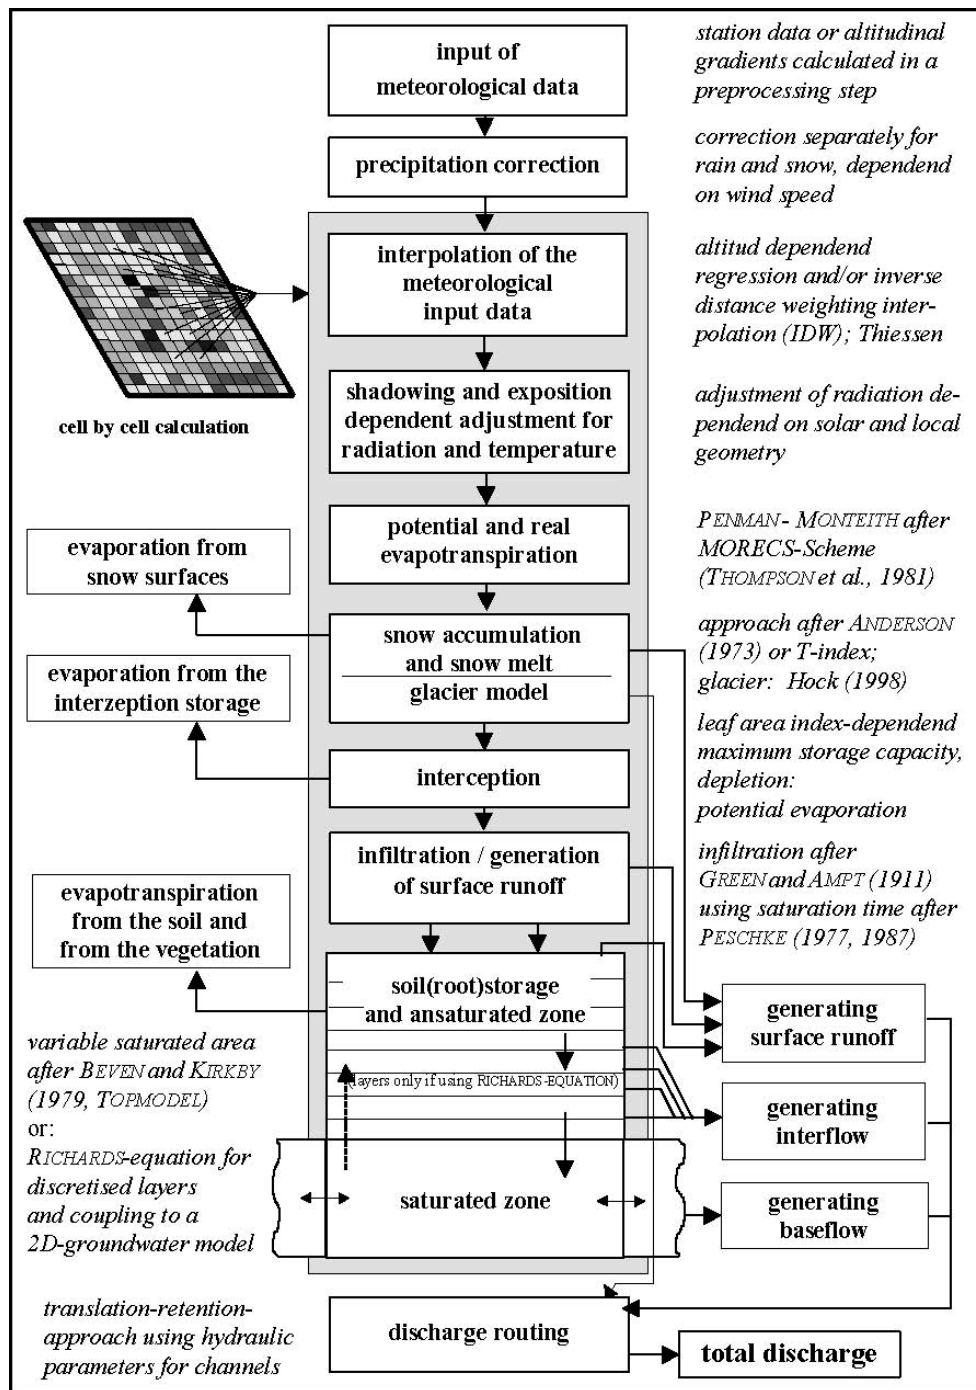 input of
meteorological data
station data or altitudinal
gradients calculated in a
preprocessing step
precipitation correction
correction separately for
rain and snow, dependend
on wind speed
interpolation of the
meteorological
input data
altitud dependend
regression and/or inverse
distance weighting inter-
polation (IDW); Thiessen
cell by cell calculation
shadowing and exposition
dependent adjustment for
radiation and temperature
adjustment of radiation de-
pendend on solar and local
geometry
potential and real
evapotranspiration
PENMAN - MONTEITH after
MORECS-Scheme
(THOMPSON et al., 1981)
evaporation from
snow surfaces
snow accumulation
and snow melt
glacier model
approach after ANDERSON
(1973) or T-index;
glacier: Hock (1998)
evaporation from the
interzeption storage
interception
leaf area index-dependend
maximum storage capacity,
depletion:
potential evaporation
infiltration / generation
of surface runoff
infiltration after
GREEN and AMPT (1911)
using saturation time after
PESCHKE (1977, 1987)
evapotranspiration
from the soil and
from the vegetation
soil(root)storage
and ansaturated zone
(layers only if using RICHARDS-EQUATION)
generating
surface runoff
variable saturated area
after BEVEN and KIRKBY
(1979, TOPMODEL)
or:
RICHARDS-equation for
discretised layers
and coupling to a
2D-groundwater model
generating
interflow
saturated zone
generating
baseflow
translation-retention-
approach using hydraulic
parameters for channels
discharge routing
total discharge